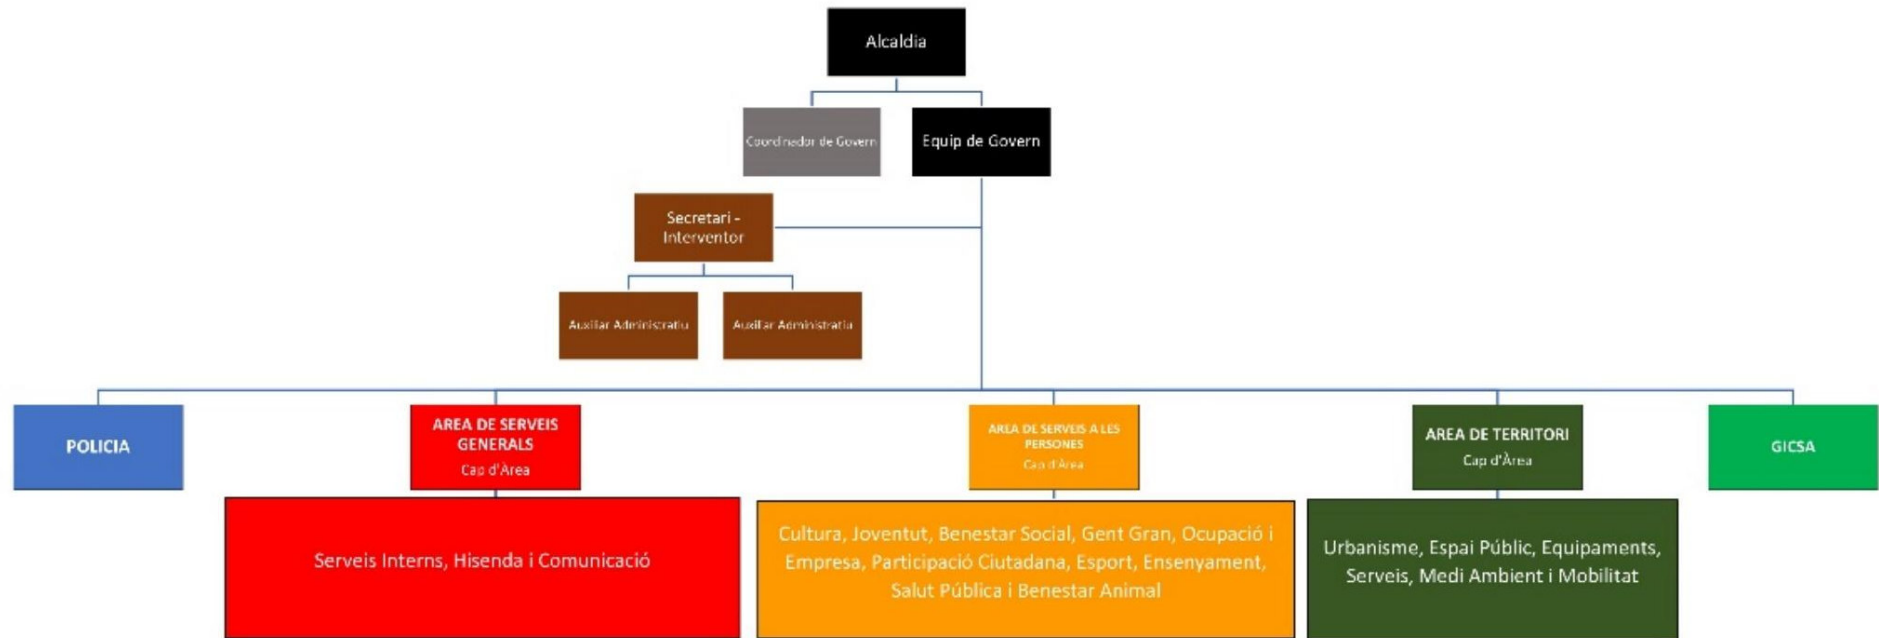 Alcaldia
Coordinador de Govern
Equip de Govern
Secretari -
Interventor
Auxiliar Administratiu
Auxiliar Administratiu
POLICIA
AREA DE SERVEIS
GENERALS
Cap d'Àrea
AREA DE SERVEIS A LES
PERSONES
Cap d'Àrea
AREA DE TERRITORI
Cap d'Àrea
GICSA
Serveis Interns, Hisenda i Comunicació
Cultura, Joventut, Benestar Social, Gent Gran, Ocupació i
Empresa, Participació Ciutadana, Esport, Ensenyament,
Salut Pública i Benestar Animal
Urbanisme, Espai Públic, Equipaments,
Serveis, Medi Ambient i Mobilitat